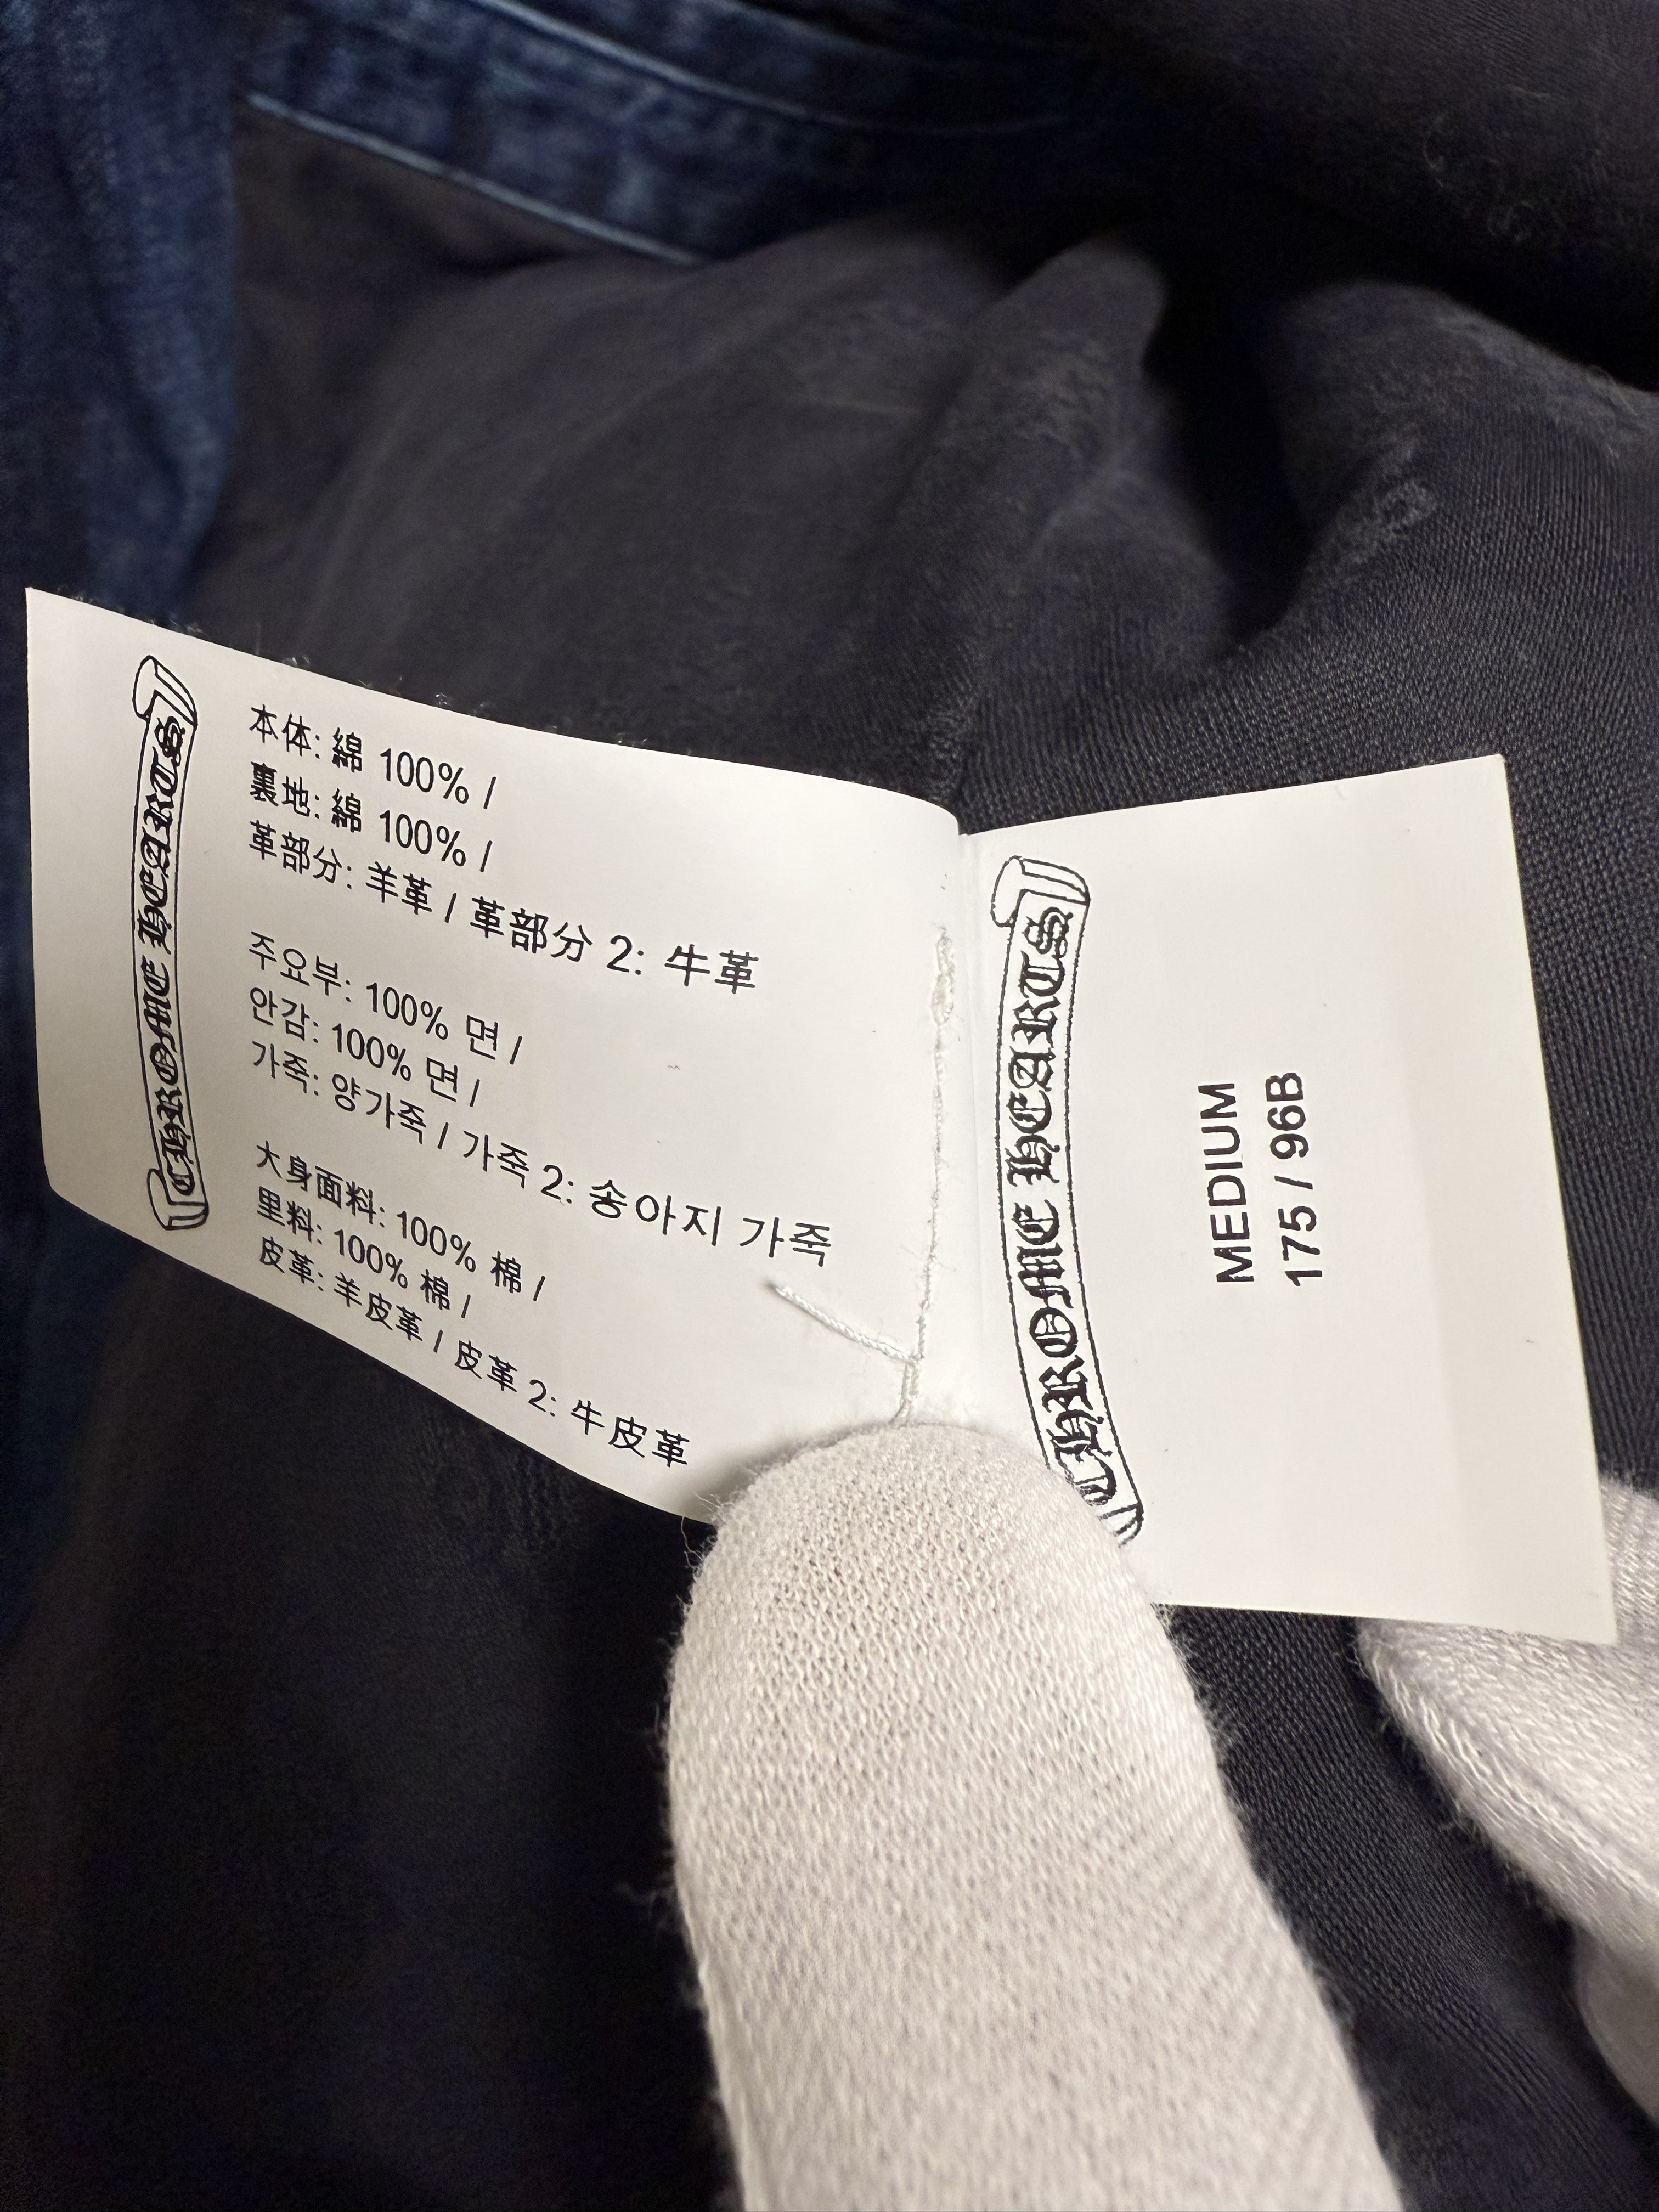 CHROME HEARTS
本体: 綿 100% /
裏地: 綿 100% /
革部分: 羊革 / 革部分 2: 牛革
주요부: 100% 면 /
안감: 100% 면 /
가죽: 양가죽 / 가죽 2: 송아지 가죽
大身面料: 100% 棉 /
里料: 100% 棉 /
皮革: 羊皮革 / 皮革 2: 牛皮革
CHROME HEARTS
MEDIUM
175 / 96B